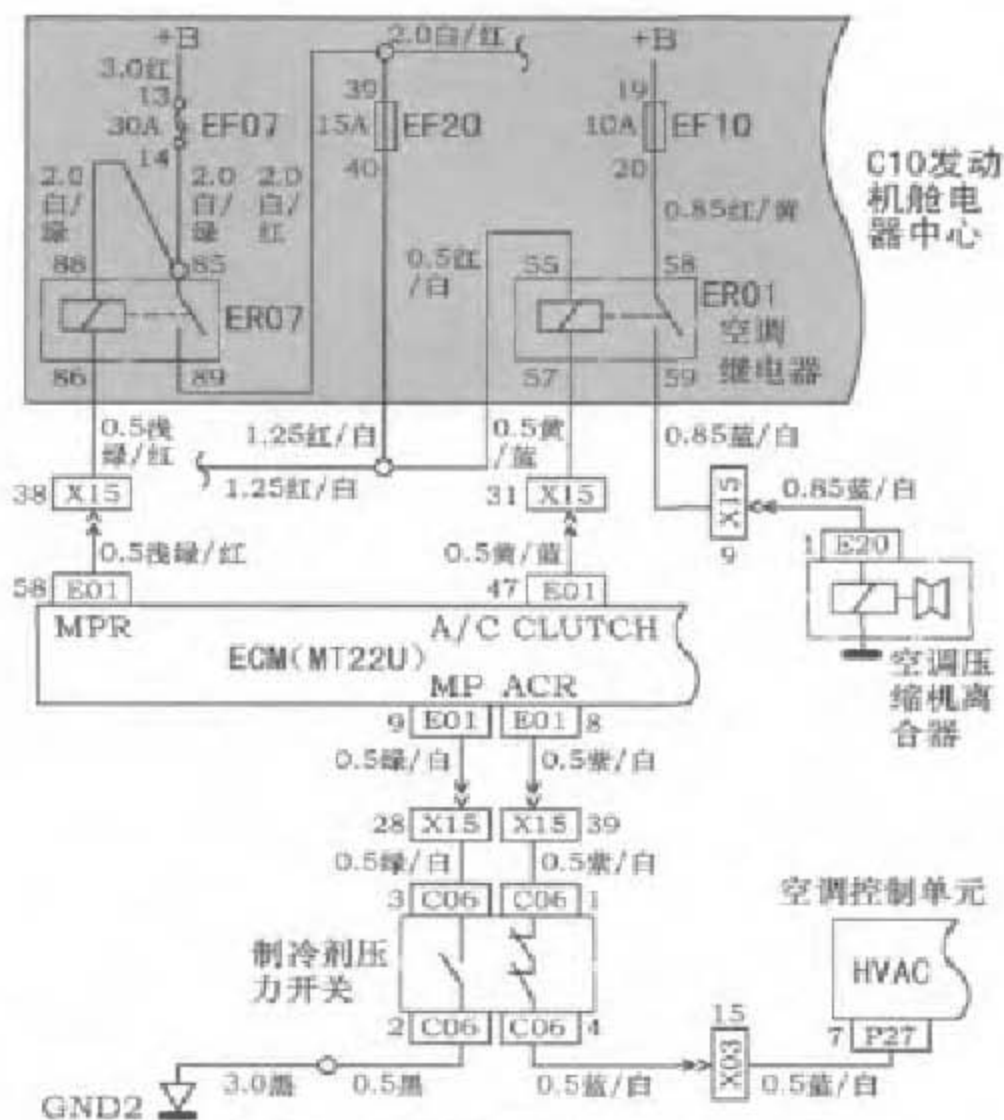 +B
2.0白/红
+B
3.0红
13
39
19
30A EF07
15A EF20
10A EF10
14
40
20
C10发动
机舱电
器中心
2.0
白/
绿
2.0
白/
绿
2.0
白/
红
0.85红/黄
0.5红
/白
88
85
55
58
ER07
ER01
空调
继电器
86
89
57
59
0.5浅
绿/红
1.25红/白
0.5黄
/蓝
0.85蓝/白
1.25红/白
38 X15
31 X15
X15
9
0.85蓝/白
0.5浅绿/红
0.5黄/蓝
1 E20
58 E01
47 E01
MPR
A/C CLUTCH
ECM(MT22U)
MP ACR
空调压
缩机离
合器
9 E01
E01 8
0.5绿/白
0.5紫/白
28 X15
X15 39
0.5绿/白
0.5紫/白
3 C06
C06 1
空调控制单元
制冷剂压
力开关
HVAC
2 C06
C06 4
15
X03
7 P27
3.0黑
0.5黑
0.5蓝/白
0.5蓝/白
GND2